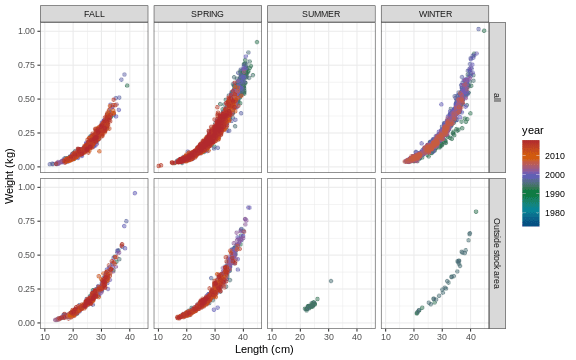 FALL SPRING SUMMER WINTER
1.00
0.75
0.50
0.25
0.00
all
1.00
0.75
0.50
0.25
0.00
Outside stock area
Weight (kg)
10 20 30 40 10 20 30 40 10 20 30 40 10 20 30 40
Length (cm)
year
2010
2000
1990
1980